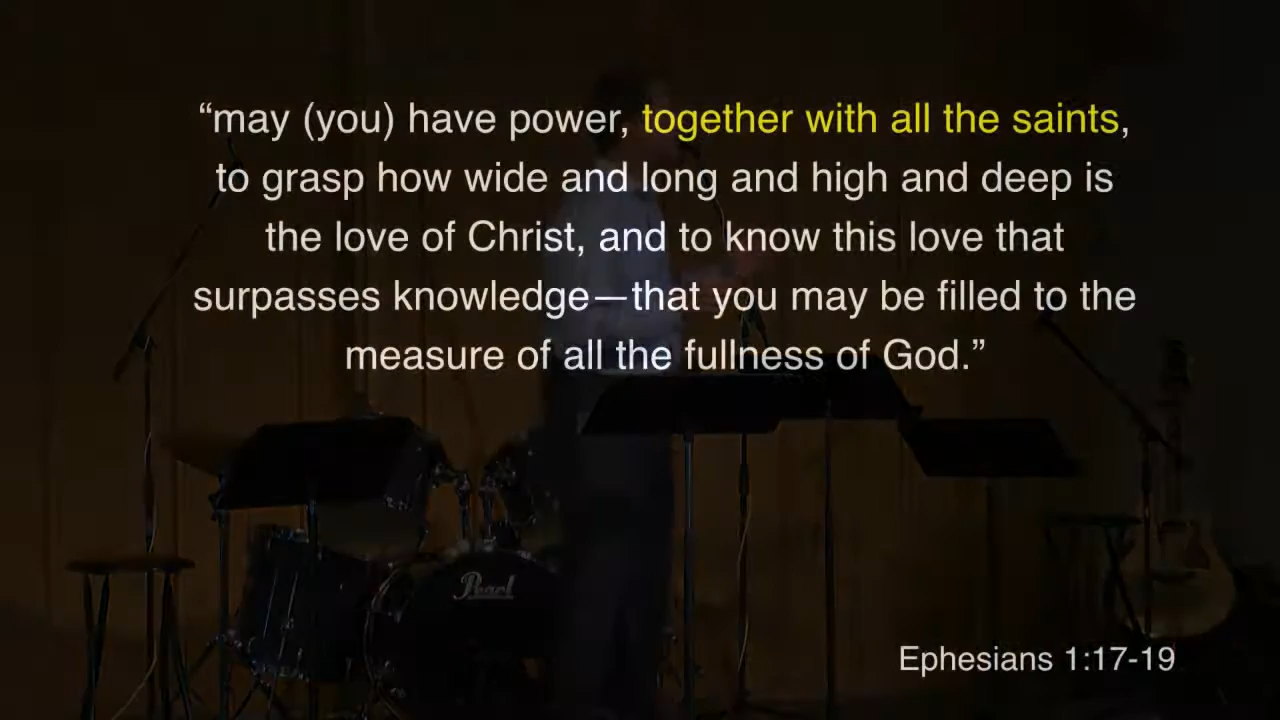 “may (you) have power, together with all the saints,
to grasp how wide and long and high and deep is
the love of Christ, and to know this love that
surpasses knowledge—that you may be filled to the
measure of all the fullness of God.”
Pearl
Ephesians 1:17-19